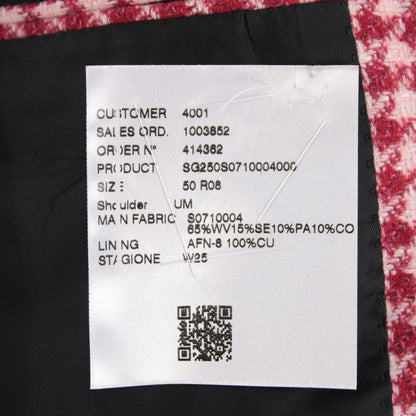 CUSTOMER 4001
SALES ORD. 1003852
ORDER N° 414362
PRODUCT SG250S0710004000
SIZE 50 R08
Shoulder UM
MAIN FABRIC S0710004
65%WV15%SE10%PA10%CO
LINING AFN-8 100%CU
STAGIONE W25